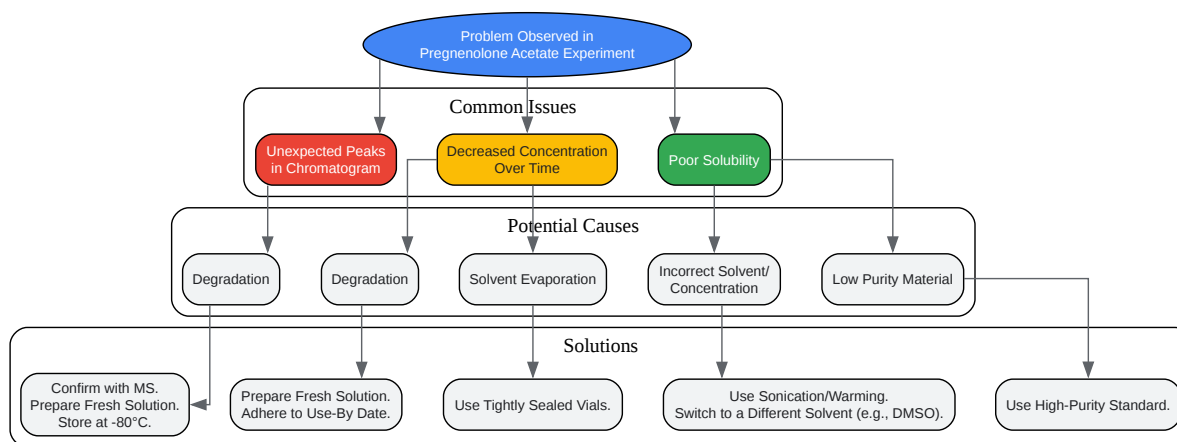 Problem Observed in
Pregnenolone Acetate Experiment
Common Issues
Unexpected Peaks
in Chromatogram
Decreased Concentration
Over Time
Poor Solubility
Potential Causes
Degradation
Degradation
Solvent Evaporation
Incorrect Solvent/
Concentration
Low Purity Material
Solutions
Confirm with MS.
Prepare Fresh Solution.
Store at -80°C.
Prepare Fresh Solution.
Adhere to Use-By Date.
Use Tightly Sealed Vials.
Use Sonication/Warming.
Switch to a Different Solvent (e.g., DMSO).
Use High-Purity Standard.